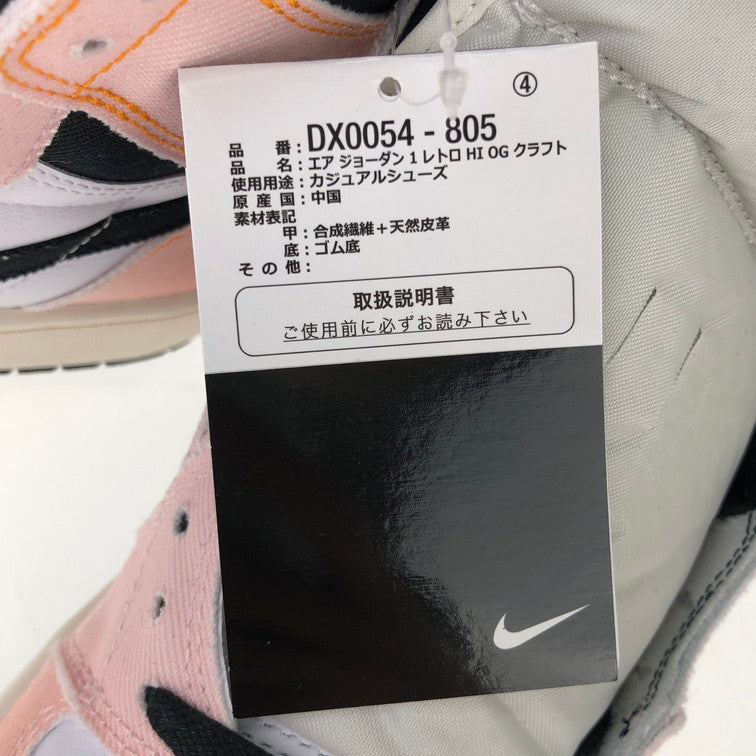 ④
品 番：DX0054 - 805
品 名：エア ジョーダン 1 レトロ HI OG クラフト
使用用途：カジュアルシューズ
原 産 国：中国
素材表記
甲：合成繊維＋天然皮革
底：ゴム底
そ の 他：
取扱説明書
ご使用前に必ずお読み下さい